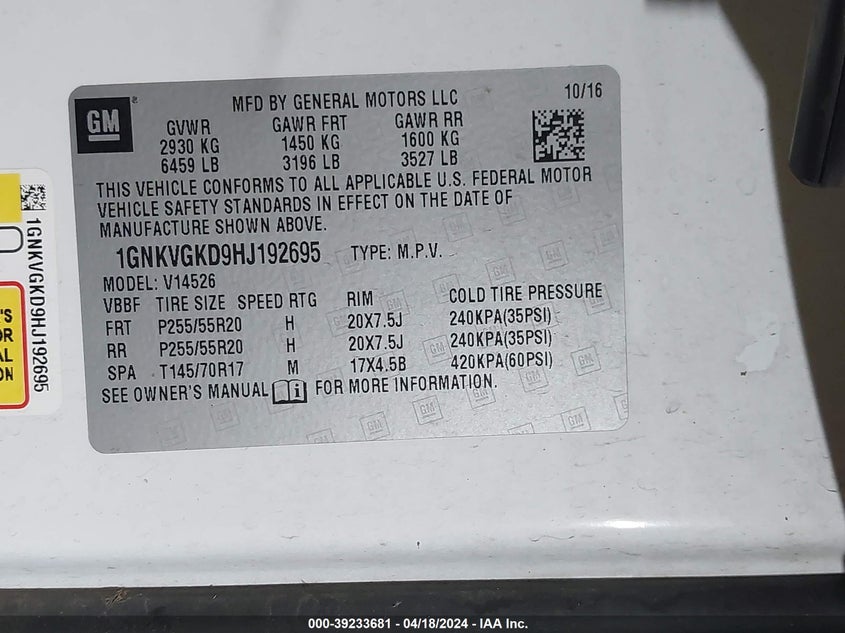 GM
MFD BY GENERAL MOTORS LLC 10/16
GVWR GAWR FRT GAWR RR
2930 KG 1450 KG 1600 KG
6459 LB 3196 LB 3527 LB
THIS VEHICLE CONFORMS TO ALL APPLICABLE U.S. FEDERAL MOTOR
VEHICLE SAFETY STANDARDS IN EFFECT ON THE DATE OF
MANUFACTURE SHOWN ABOVE.
1GNKVGKD9HJ192695 TYPE: M.P.V.
MODEL: V14526
VBBF TIRE SIZE SPEED RTG RIM COLD TIRE PRESSURE
FRT P255/55R20 H 20X7.5J 240KPA(35PSI)
RR P255/55R20 H 20X7.5J 240KPA(35PSI)
SPA T145/70R17 M 17X4.5B 420KPA(60PSI)
SEE OWNER'S MANUAL FOR MORE INFORMATION.
1GNKVGKD9HJ192695
'S
OR
AL
ON
000-39233681 - 04/18/2024 - IAA Inc.